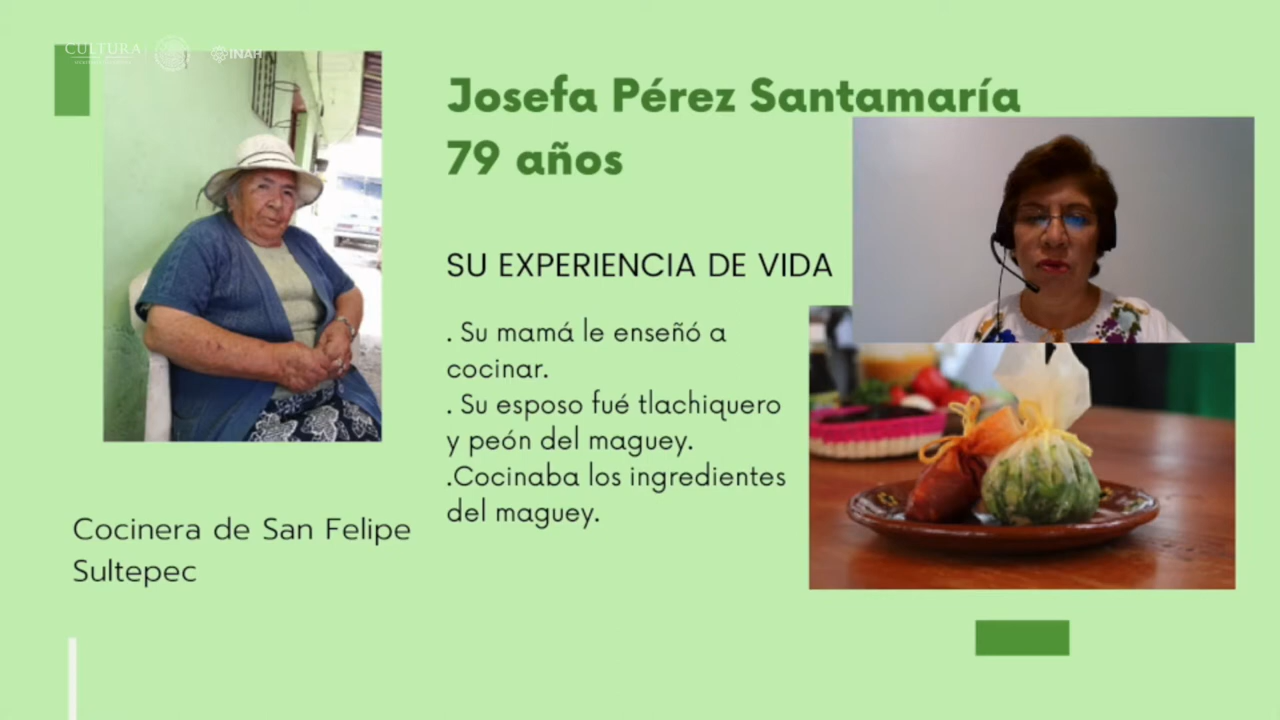 CULTURA
INAH
Josefa Pérez Santamaría
79 años
SU EXPERIENCIA DE VIDA
. Su mamá le enseñó a
cocinar.
. Su esposo fué tlachiquero
y peón del maguey.
.Cocinaba los ingredientes
del maguey.
Cocinera de San Felipe
Sultepec